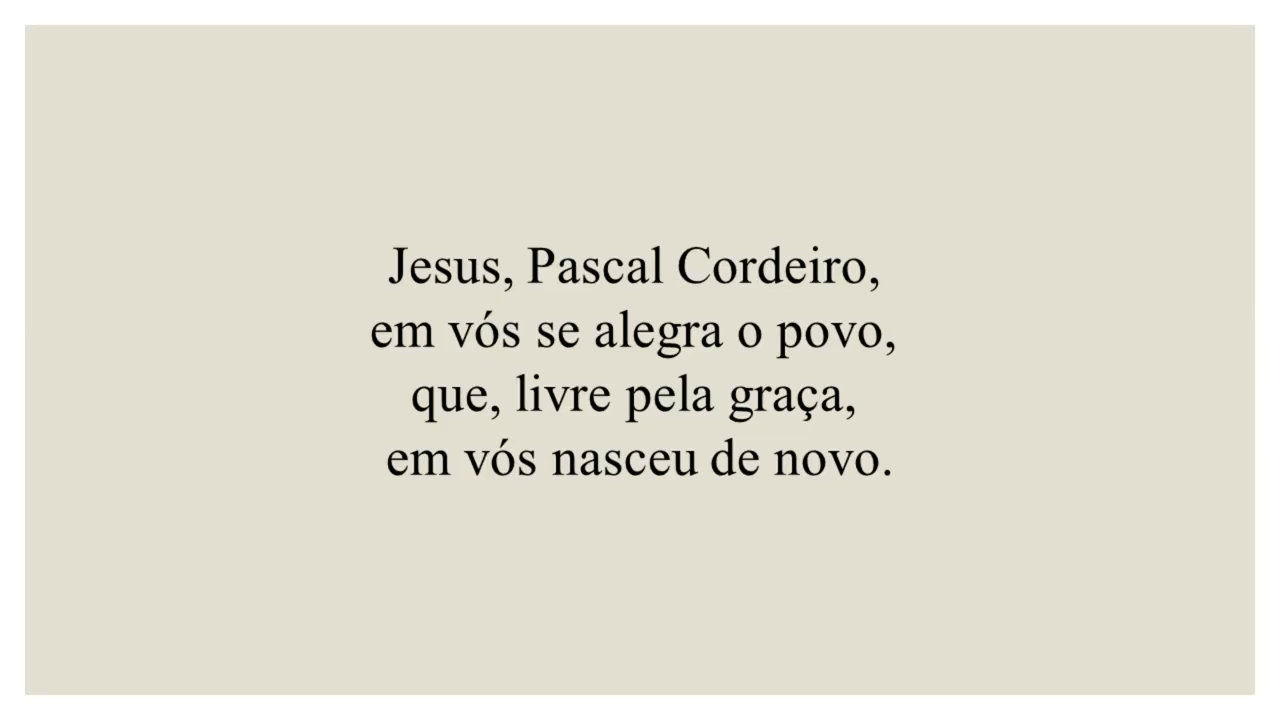 Jesus, Pascal Cordeiro,
em vós se alegra o povo,
que, livre pela graça,
em vós nasceu de novo.